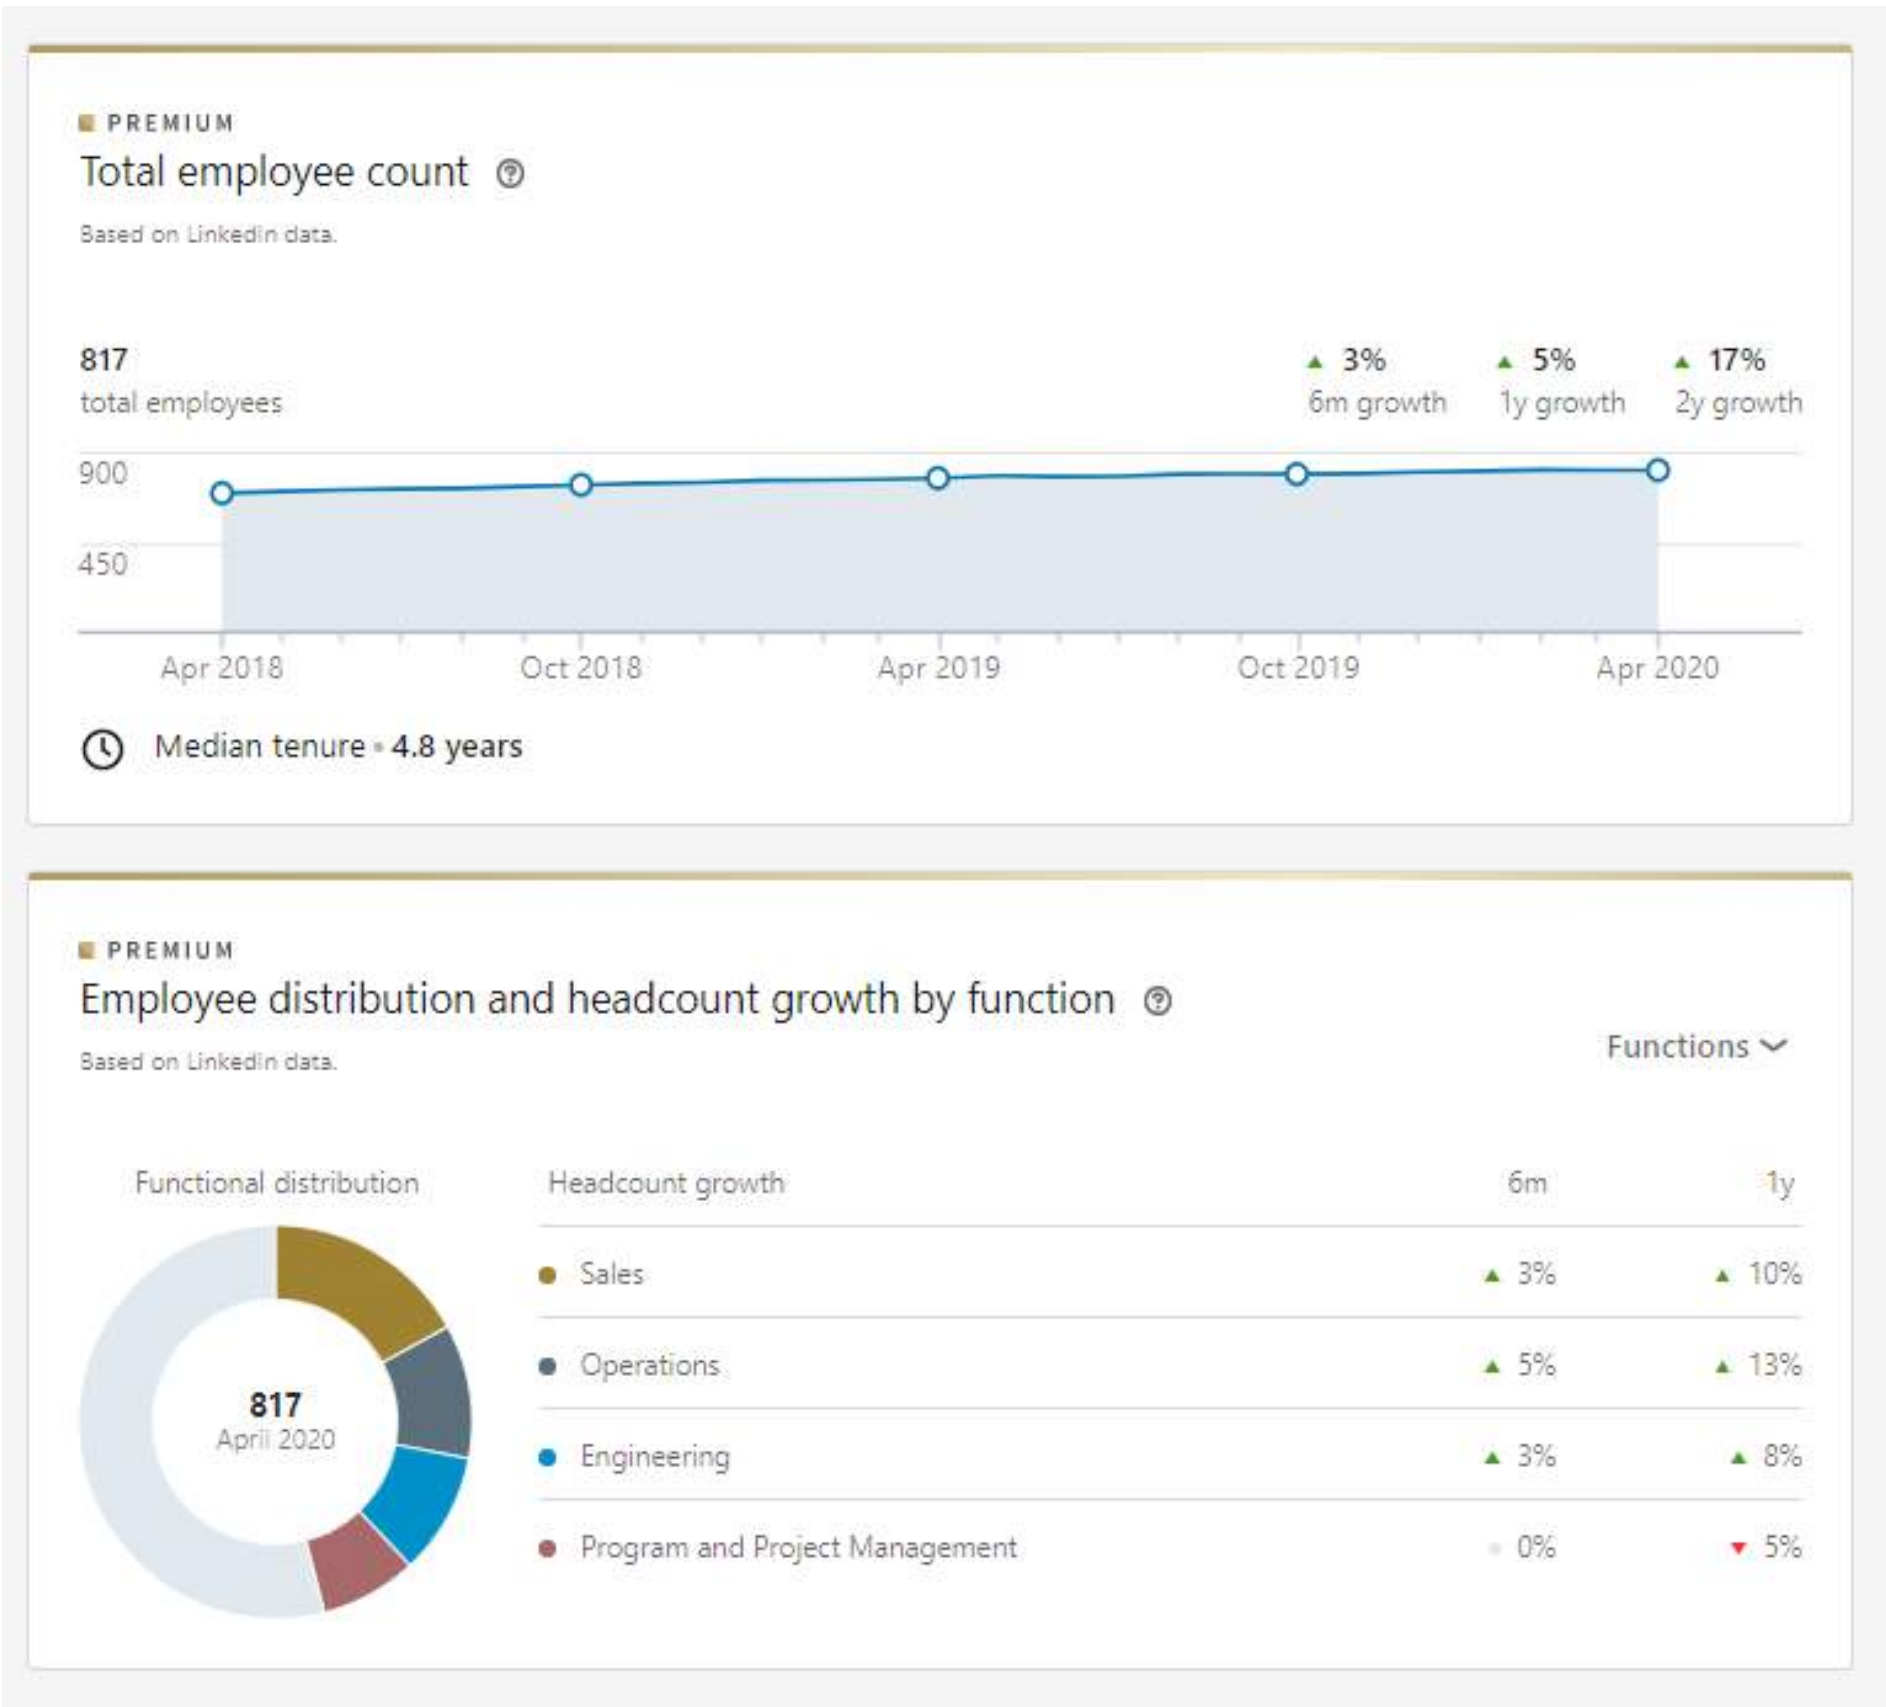 PREMIUM
Total employee count
Based on LinkedIn data.
817
total employees
3%
6m growth
5%
1y growth
17%
2y growth
900
450
Apr 2018
Oct 2018
Apr 2019
Oct 2019
Apr 2020
Median tenure • 4.8 years
PREMIUM
Employee distribution and headcount growth by function
Based on LinkedIn data.
Functions
Functional distribution
817
April 2020
Headcount growth 6m 1y
Sales 3% 10%
Operations 5% 13%
Engineering 3% 8%
Program and Project Management 0% 5%